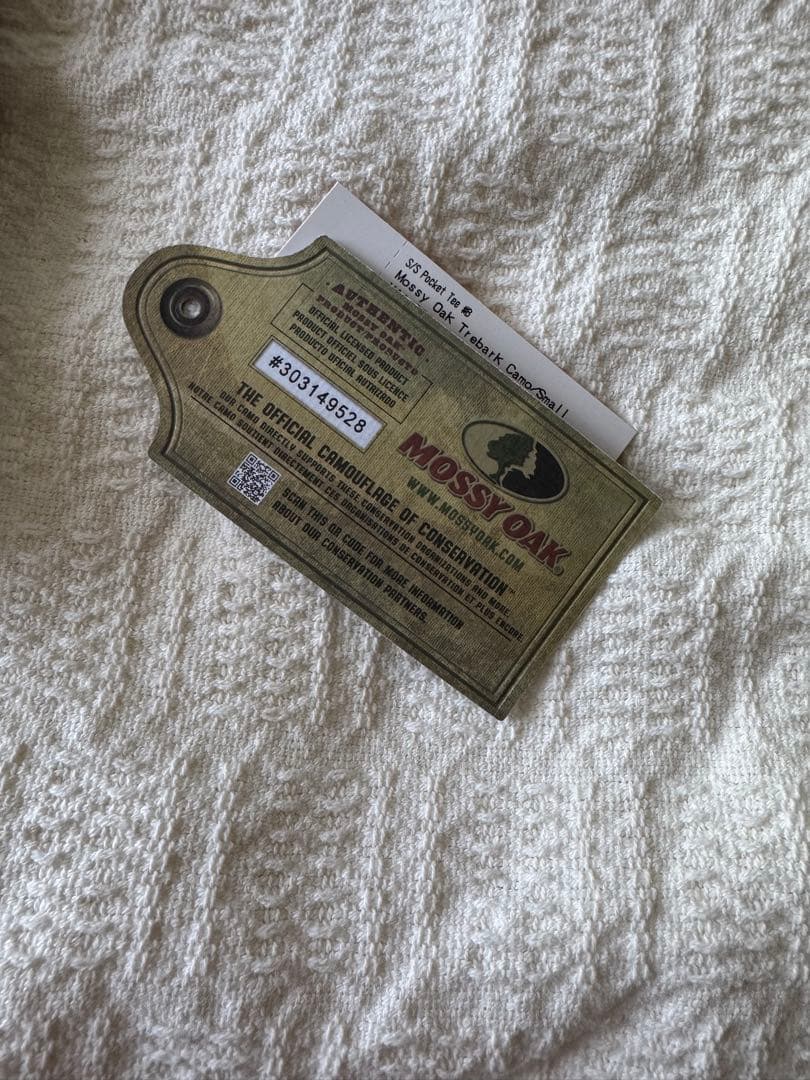 S/S Pocket Tee
Mossy Oak Trebark Camo/Small
AUTHENTIC
MOSSY OAK
PRODUCT/PRODUCTO
OFFICIAL LICENSED PRODUCT
PRODUIT OFFICIEL SOUS LICENCE
PRODUCTO OFICIAL AUTRIZADO
#303149528
MOSSY OAK®
WWW.MOSSYOAK.COM
THE OFFICIAL CAMOUFLAGE OF CONSERVATION™
OUR CAMO DIRECTLY SUPPORTS THESE CONSERVATION ORGANIZATIONS AND MORE.
NOTRE CAMO SOUTIENT DIRECTEMENT CES ORGANISATIONS DE CONSERVATION ET PLUS ENCORE.
SCAN THIS QR CODE FOR MORE INFORMATION
ABOUT OUR CONSERVATION PARTNERS.